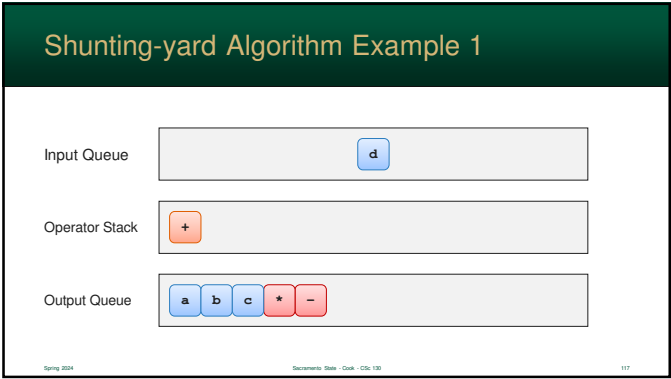 Shunting-yard Algorithm Example 1
Input Queue d
Operator Stack +
Output Queue a b c * –
Spring 2024 Sacramento State - Cook - CSc 130 117